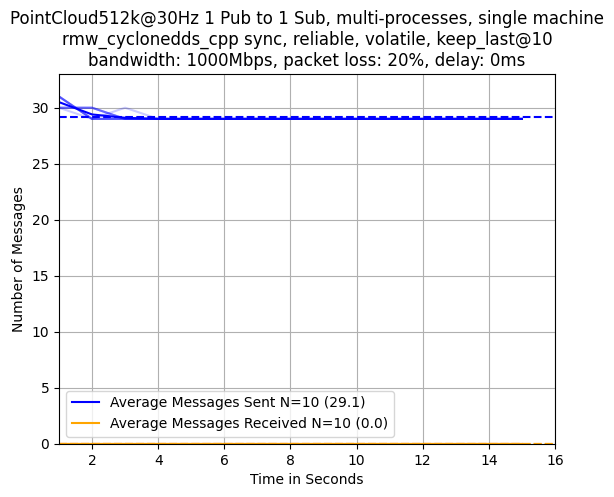 PointCloud512k@30Hz 1 Pub to 1 Sub, multi-processes, single machine
rmw_cyclonedds_cpp sync, reliable, volatile, keep_last@10
bandwidth: 1000Mbps, packet loss: 20%, delay: 0ms
Number of Messages
30
25
20
15
10
5
0
Average Messages Sent N=10 (29.1)
Average Messages Received N=10 (0.0)
2 4 6 8 10 12 14 16
Time in Seconds